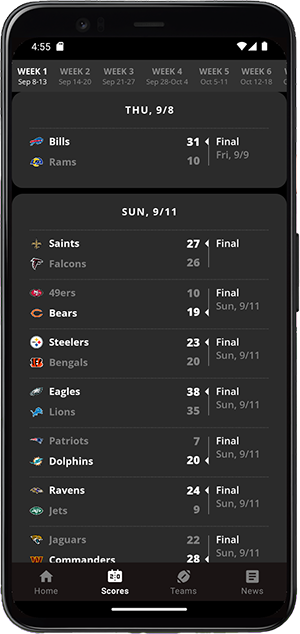 4:55
WEEK 1 WEEK 2 WEEK 3 WEEK 4 WEEK 5 WEEK 6
Sep 8-13 Sep 14-20 Sep 21-27 Sep 28-Oct 4 Oct 5-11 Oct 12-18
THU, 9/8
Bills 31 Final
Rams 10 Fri, 9/9
SUN, 9/11
Saints 27 Final
Falcons 26
49ers 10 Final
Bears 19 Sun, 9/11
Steelers 23 Final
Bengals 20 Sun, 9/11
Eagles 38 Final
Lions 35 Sun, 9/11
Patriots 7 Final
Dolphins 20 Sun, 9/11
Ravens 24 Final
Jets 9 Sun, 9/11
Jaguars 22 Final
Commanders 28 Sun, 9/11
Home Scores Teams News